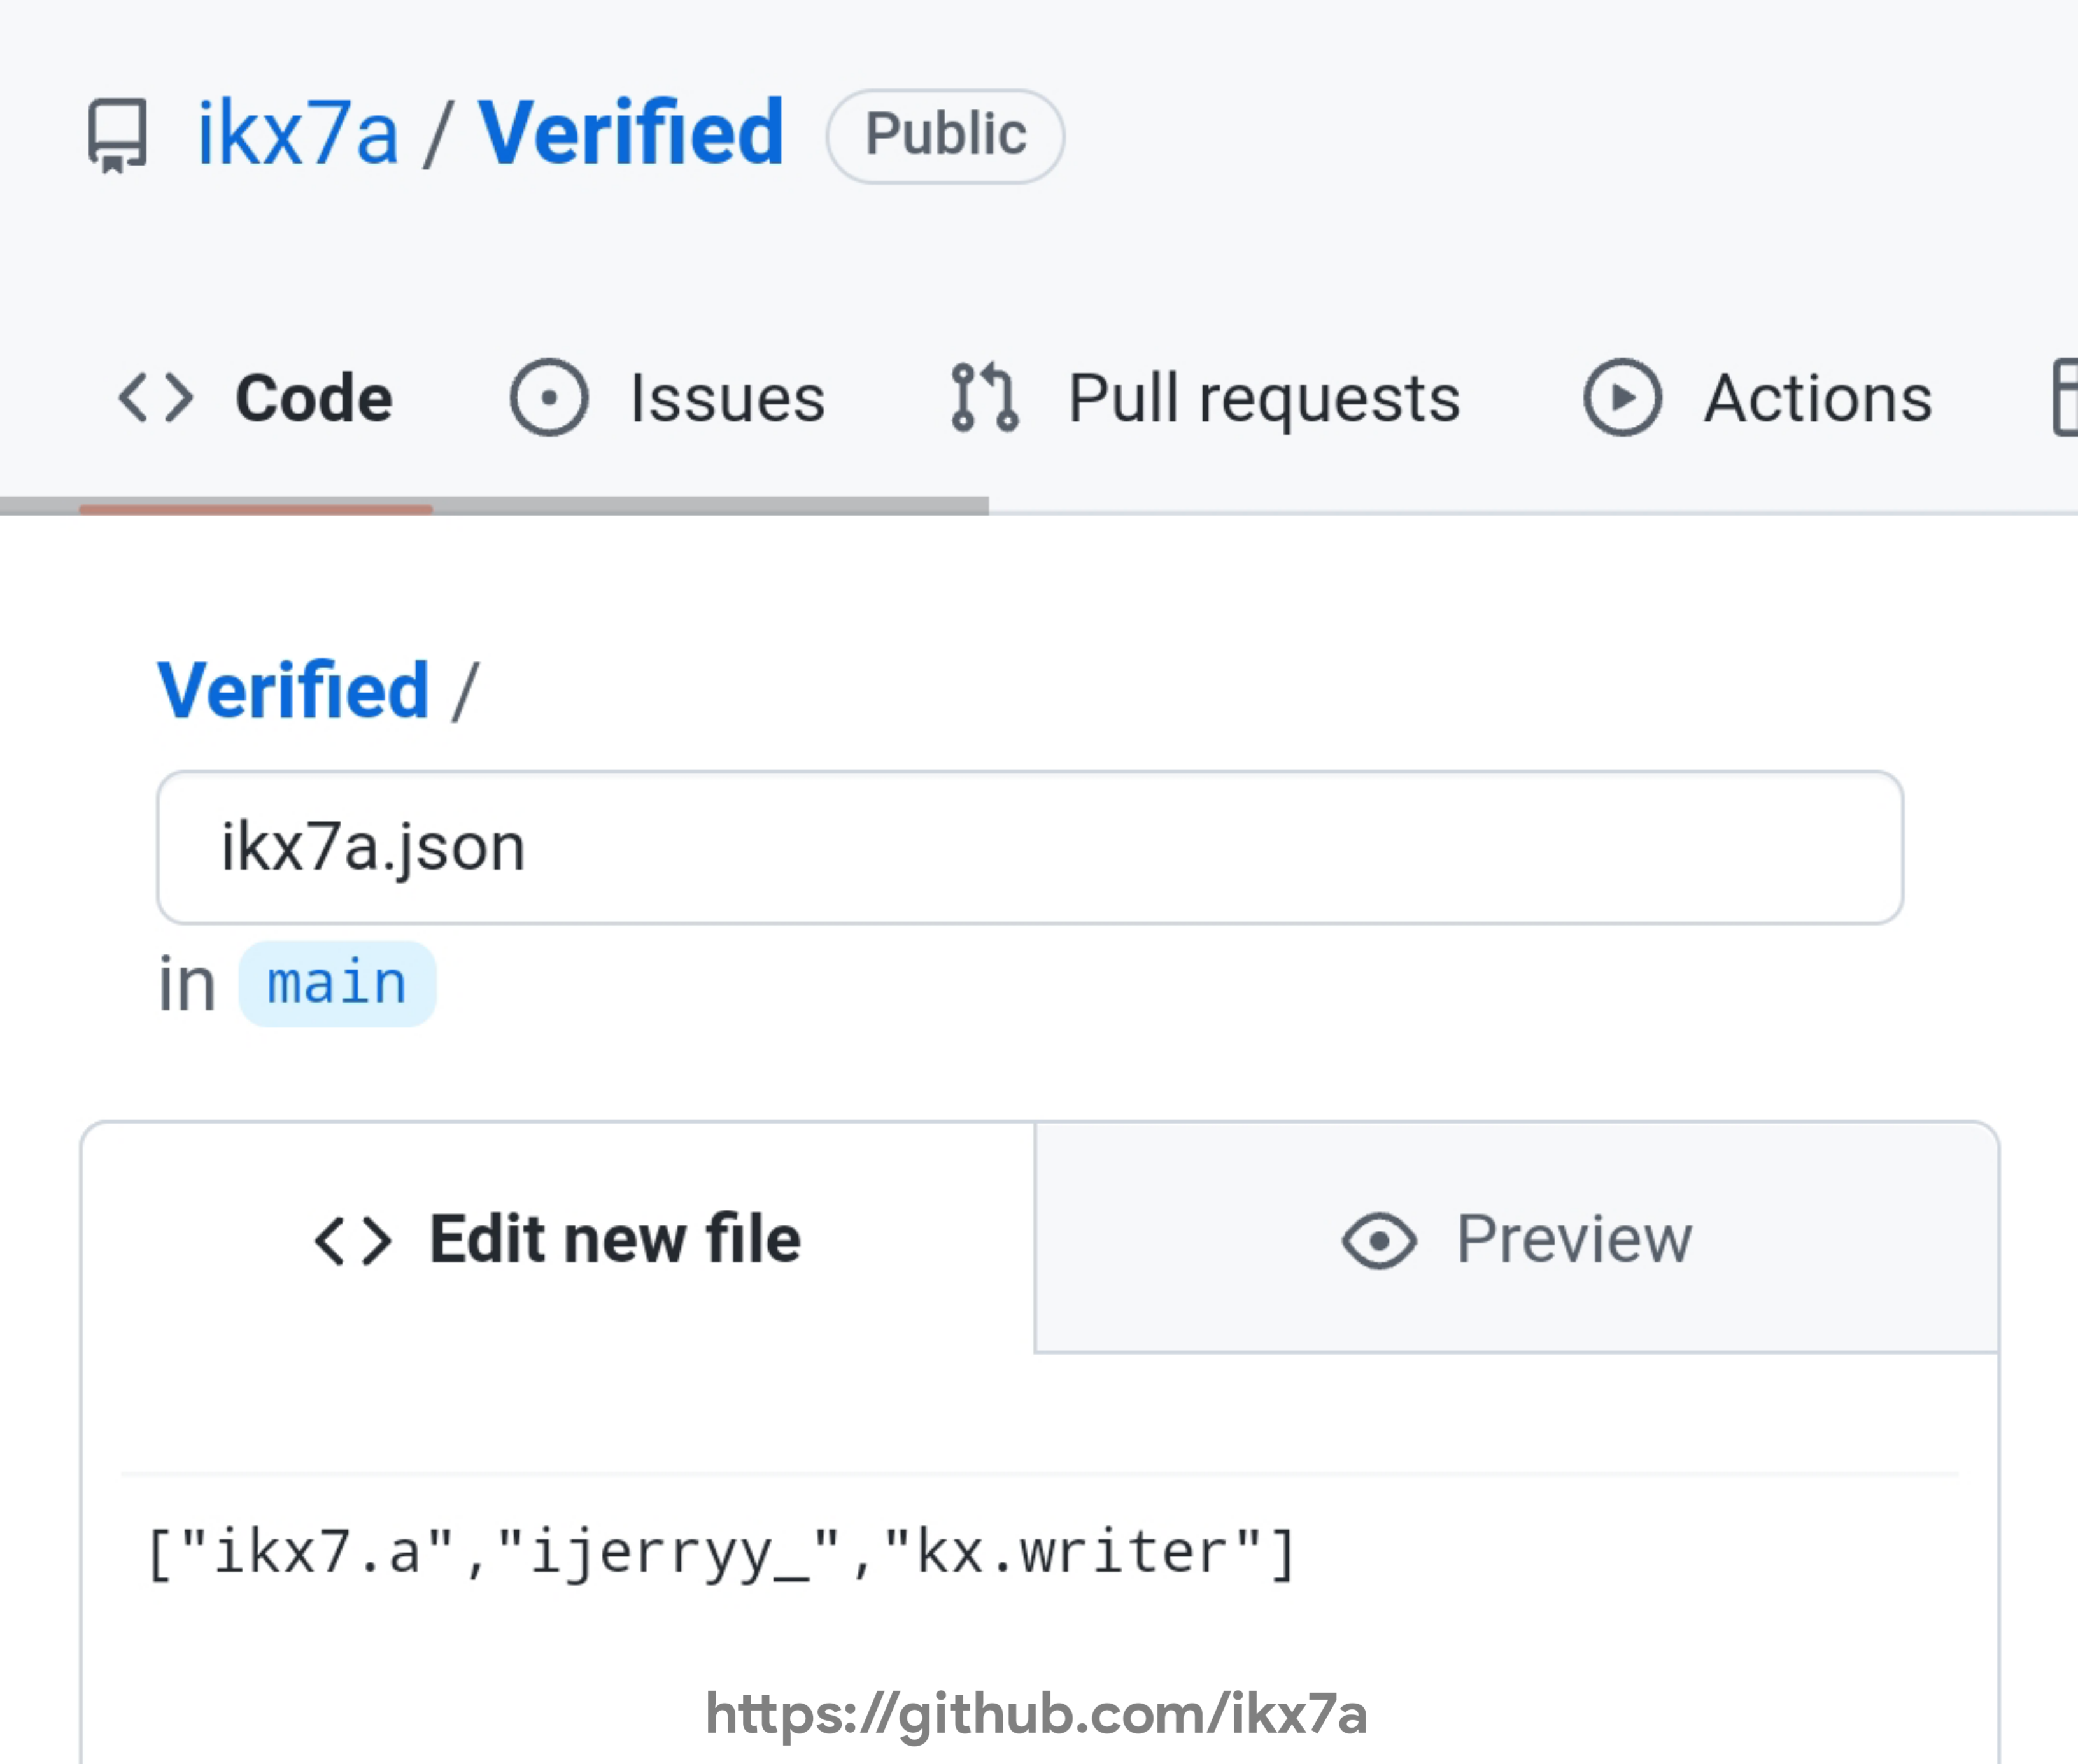 ikx7a / Verified Public
Code Issues Pull requests Actions
Verified /
ikx7a.json
in main
Edit new file Preview
["ikx7.a","ijerryy_","kx.writer"]
https://github.com/ikx7a